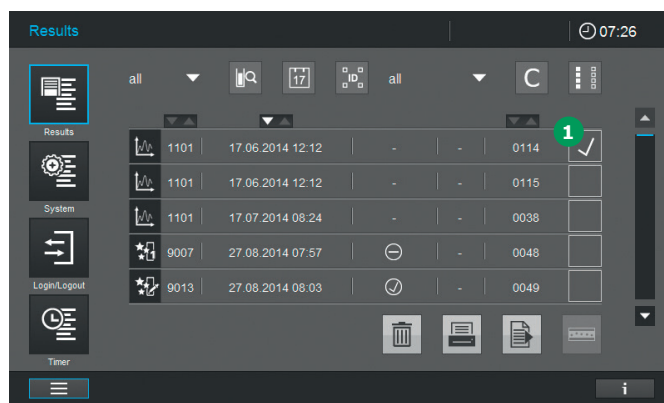 Results 07:26
all 17 ID all C
Results
1
1101 17.06.2014 12:12 - - 0114
1101 17.06.2014 12:12 - - 0115
System
1101 17.07.2014 08:24 - - 0038
1 9007 27.08.2014 07:57 - 0048
Login/Logout
9013 27.08.2014 08:03 - 0049
Timer
i